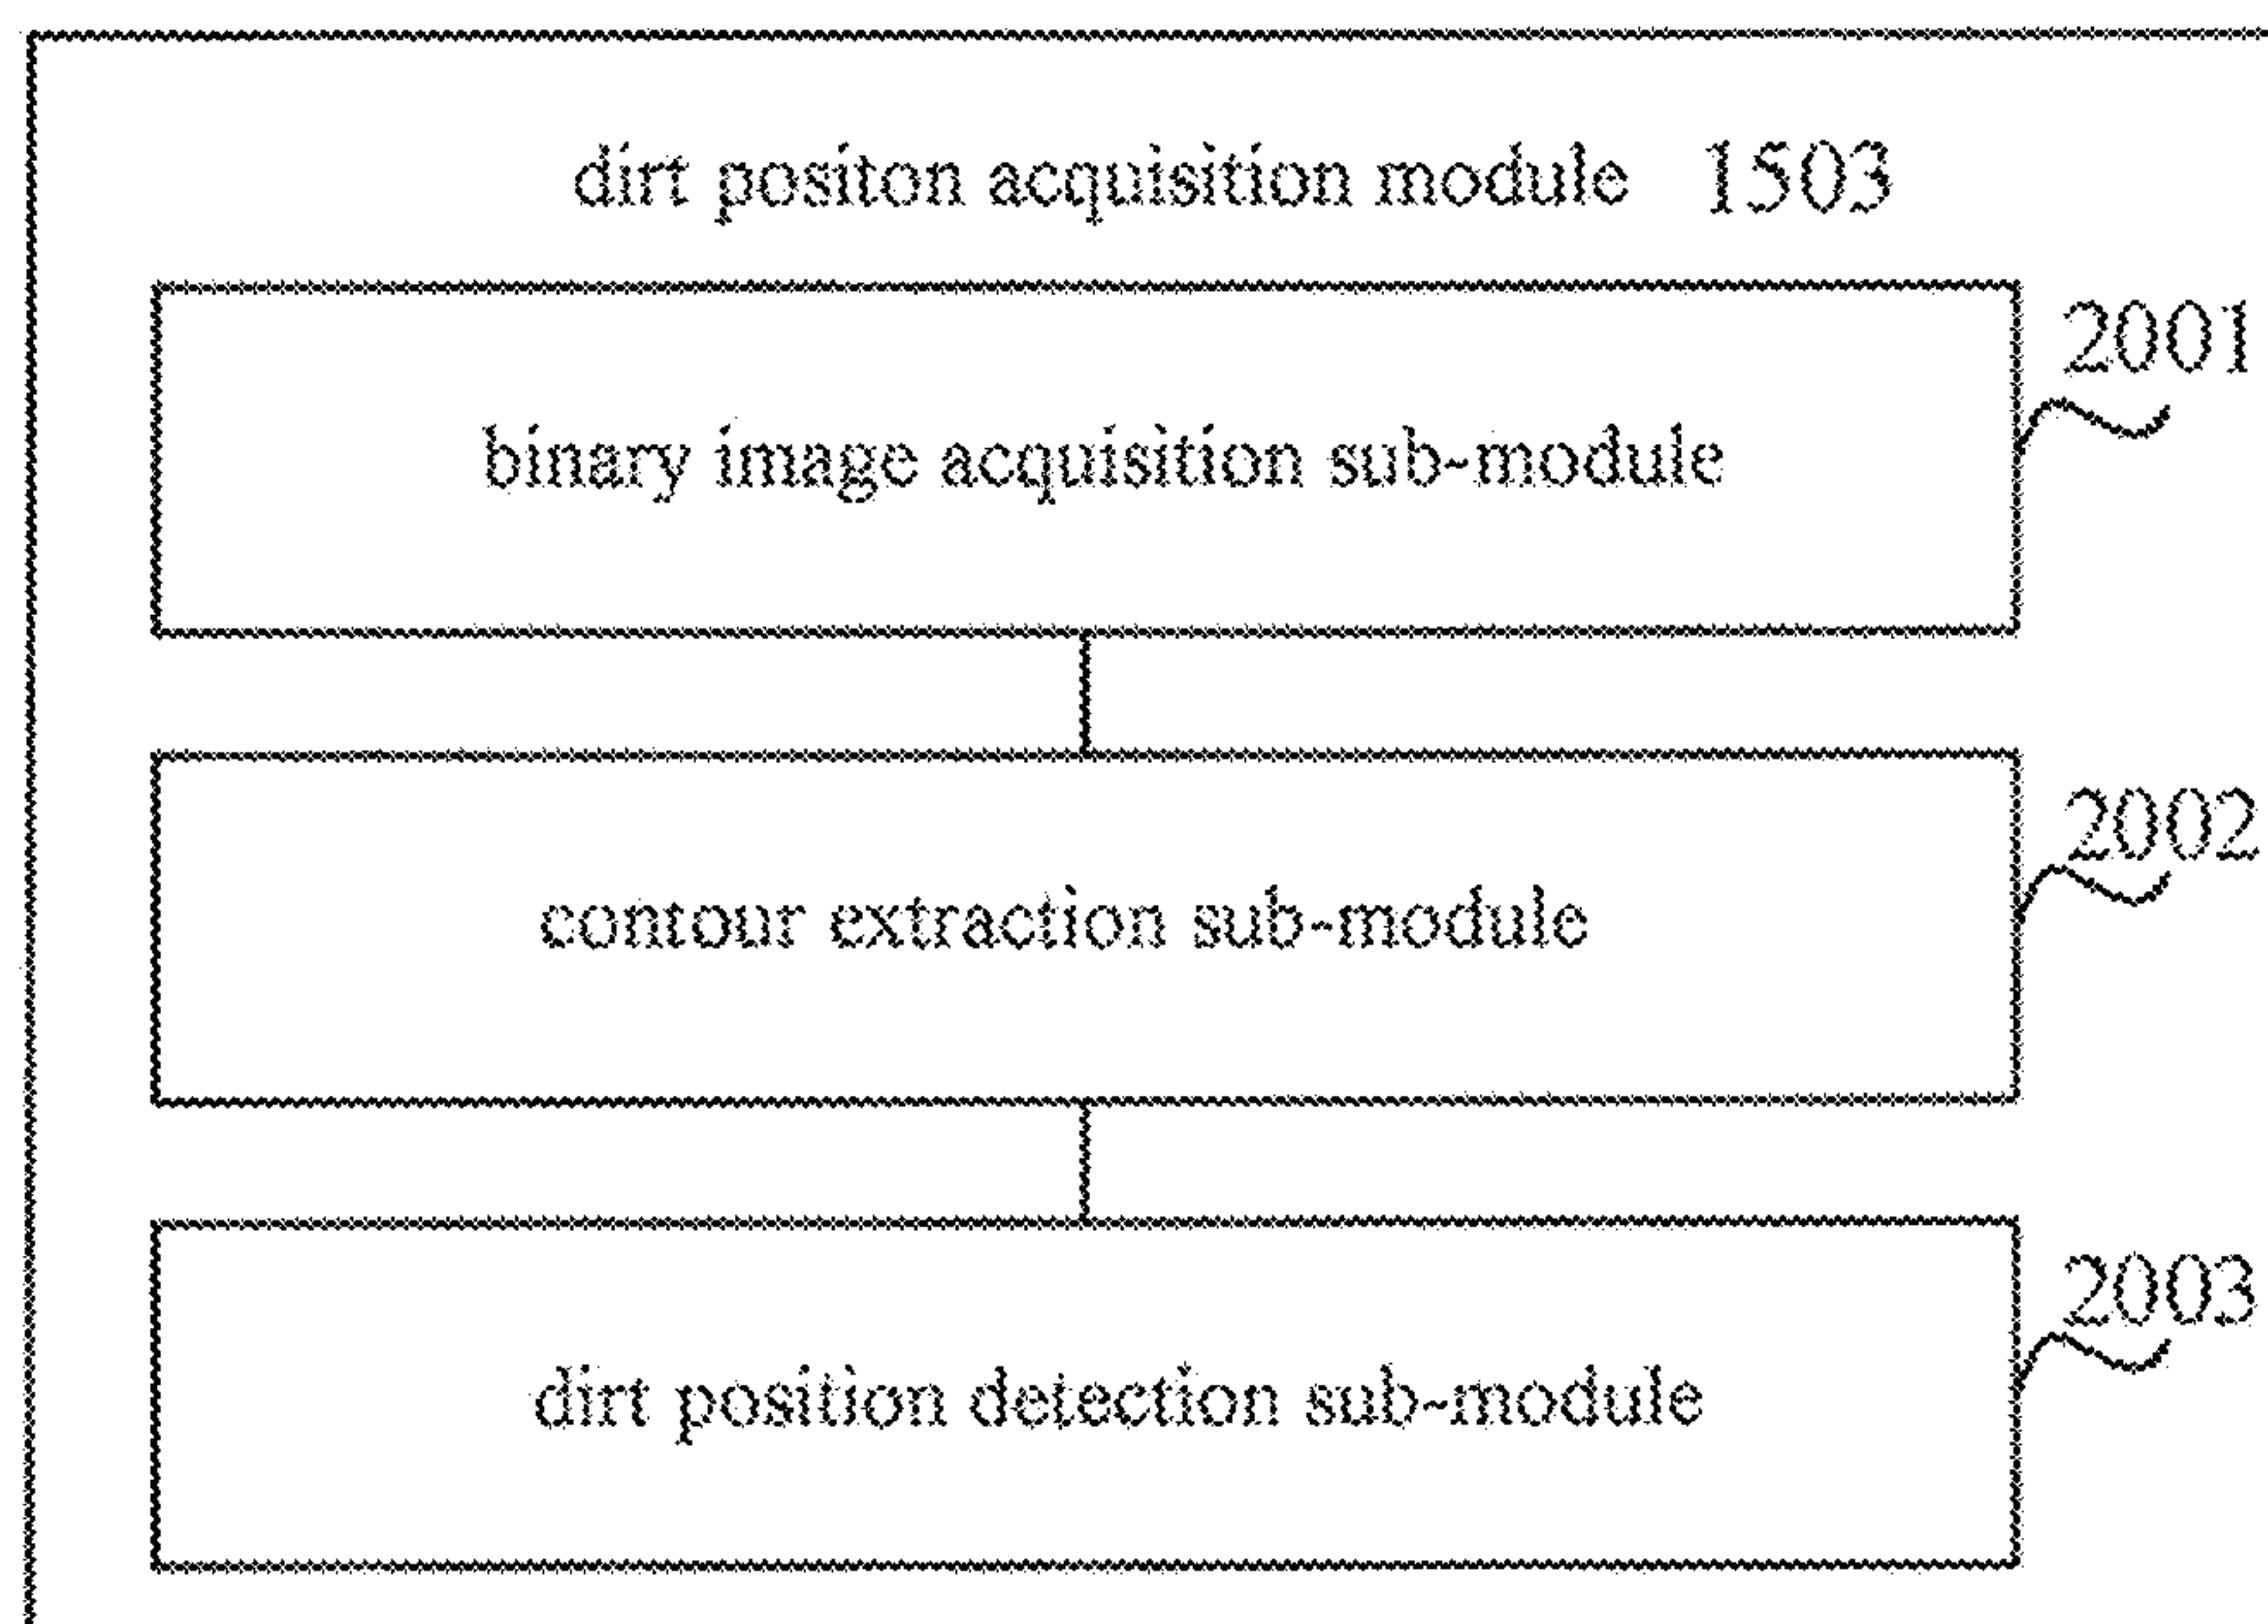 dirt positon acquisition module 1503
2001
binary image acquisition sub-module
2002
contour extraction sub-module
2003
dirt position detection sub-module